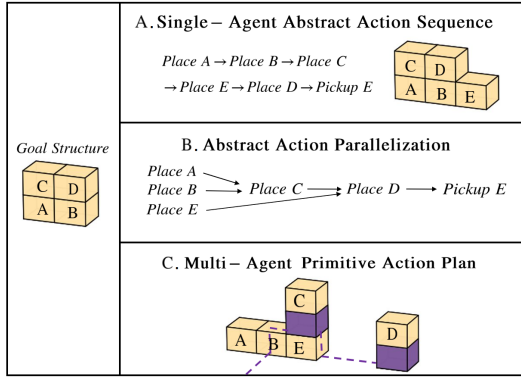 Goal Structure
C D
A B
A. Single – Agent Abstract Action Sequence
Place A → Place B → Place C
→ Place E → Place D → Pickup E
C D
A B E
B. Abstract Action Parallelization
Place A
Place B → Place C → Place D → Pickup E
Place E
C. Multi – Agent Primitive Action Plan
C
A B E
D